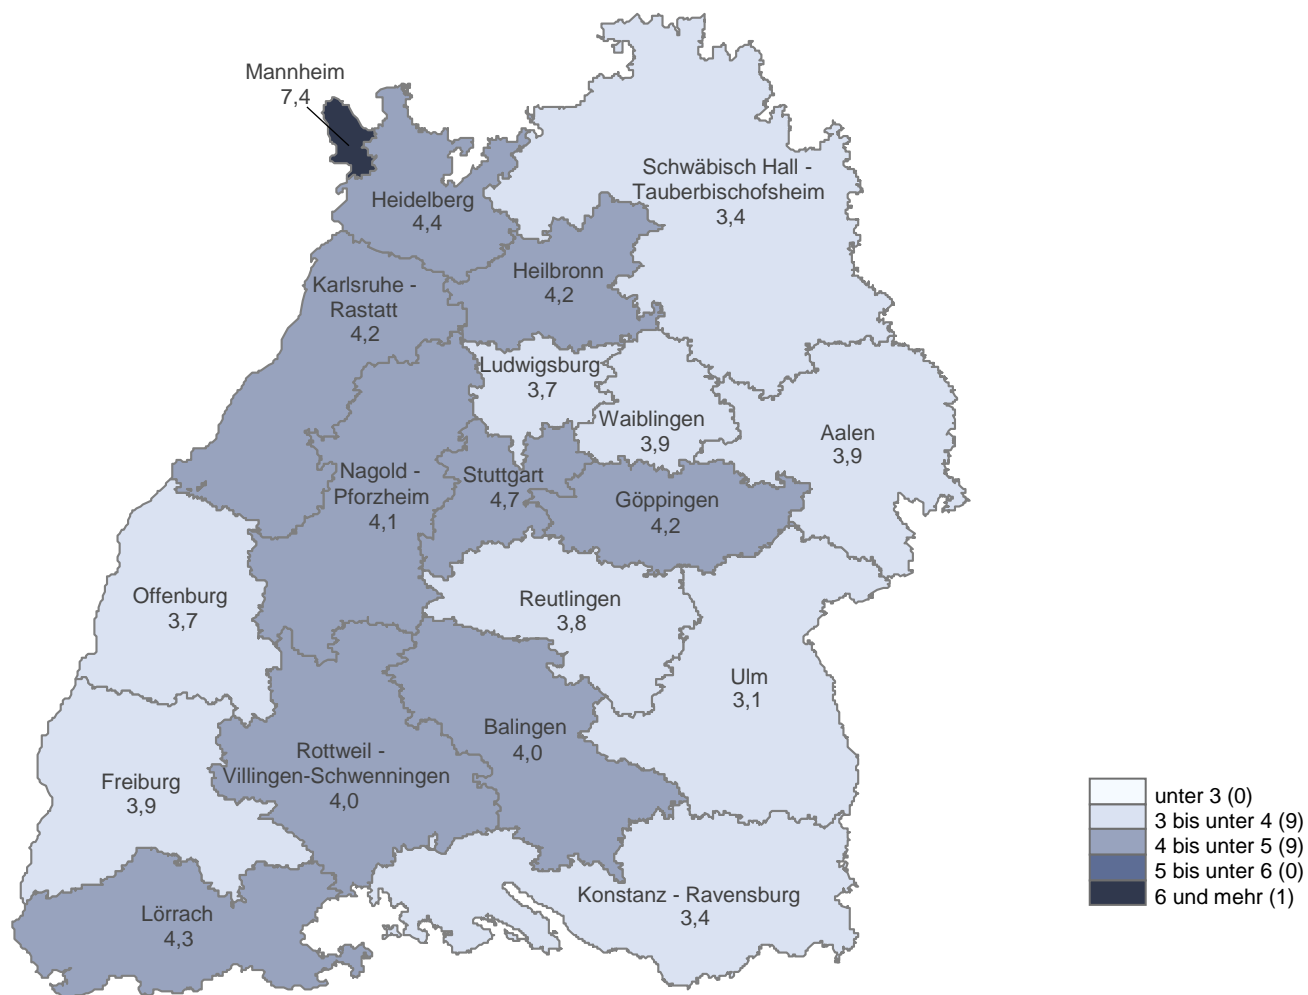 Mannheim
7,4
Schwäbisch Hall -
Tauberbischofsheim
3,4
Heidelberg
4,4
Heilbronn
4,2
Karlsruhe -
Rastatt
4,2
Ludwigsburg
3,7
Waiblingen
3,9
Aalen
3,9
Nagold -
Pforzheim
4,1
Stuttgart
4,7
Göppingen
4,2
Offenburg
3,7
Reutlingen
3,8
Ulm
3,1
Balingen
4,0
Rottweil -
Villingen-Schwenningen
4,0
Freiburg
3,9
Konstanz - Ravensburg
3,4
Lörrach
4,3
unter 3 (0)
3 bis unter 4 (9)
4 bis unter 5 (9)
5 bis unter 6 (0)
6 und mehr (1)